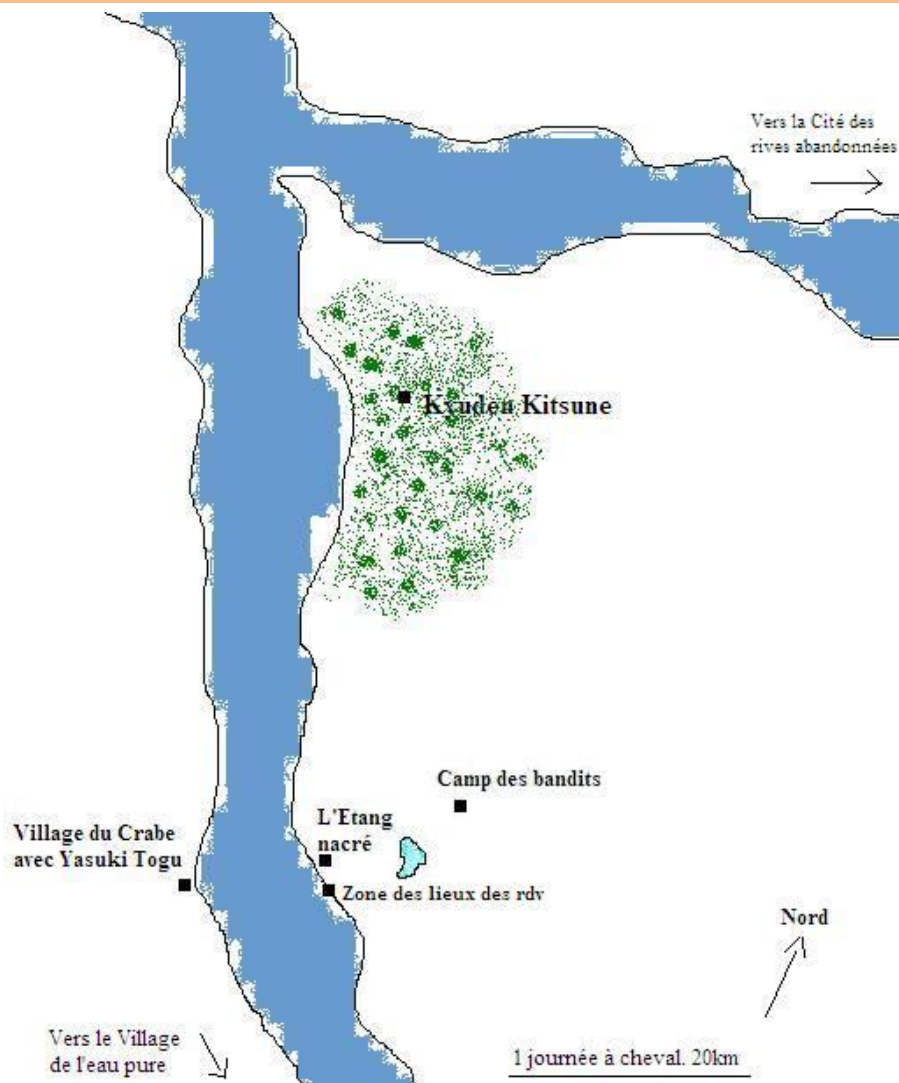 Vers la Cité des
rives abandonnées
Kyuden Kitsune
Camp des bandits
L'Etang
nacré
Village du Crabe
avec Yasuki Togu
Zone des lieux des rdv
Nord
Vers le Village
de l'eau pure
1 journée à cheval. 20km